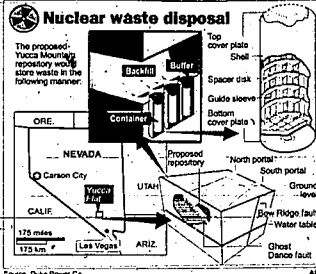 Nuclear waste disposal
The proposed
Yucca Mountain
repository would
store waste in the
following manner:
Backfill
Buffer
Container
Top
cover plate
Shell
Spacer disk
Guide sleeve
Bottom
cover plate
ORE.
NEVADA
Carson City
Yucca
Flat
UTAH
CALIF.
175 miles
175 km
Las Vegas
ARIZ.
Proposed
repository
North portal
South portal
Ground
level
Bow Ridge fault
Water table
Ghost
Dance fault